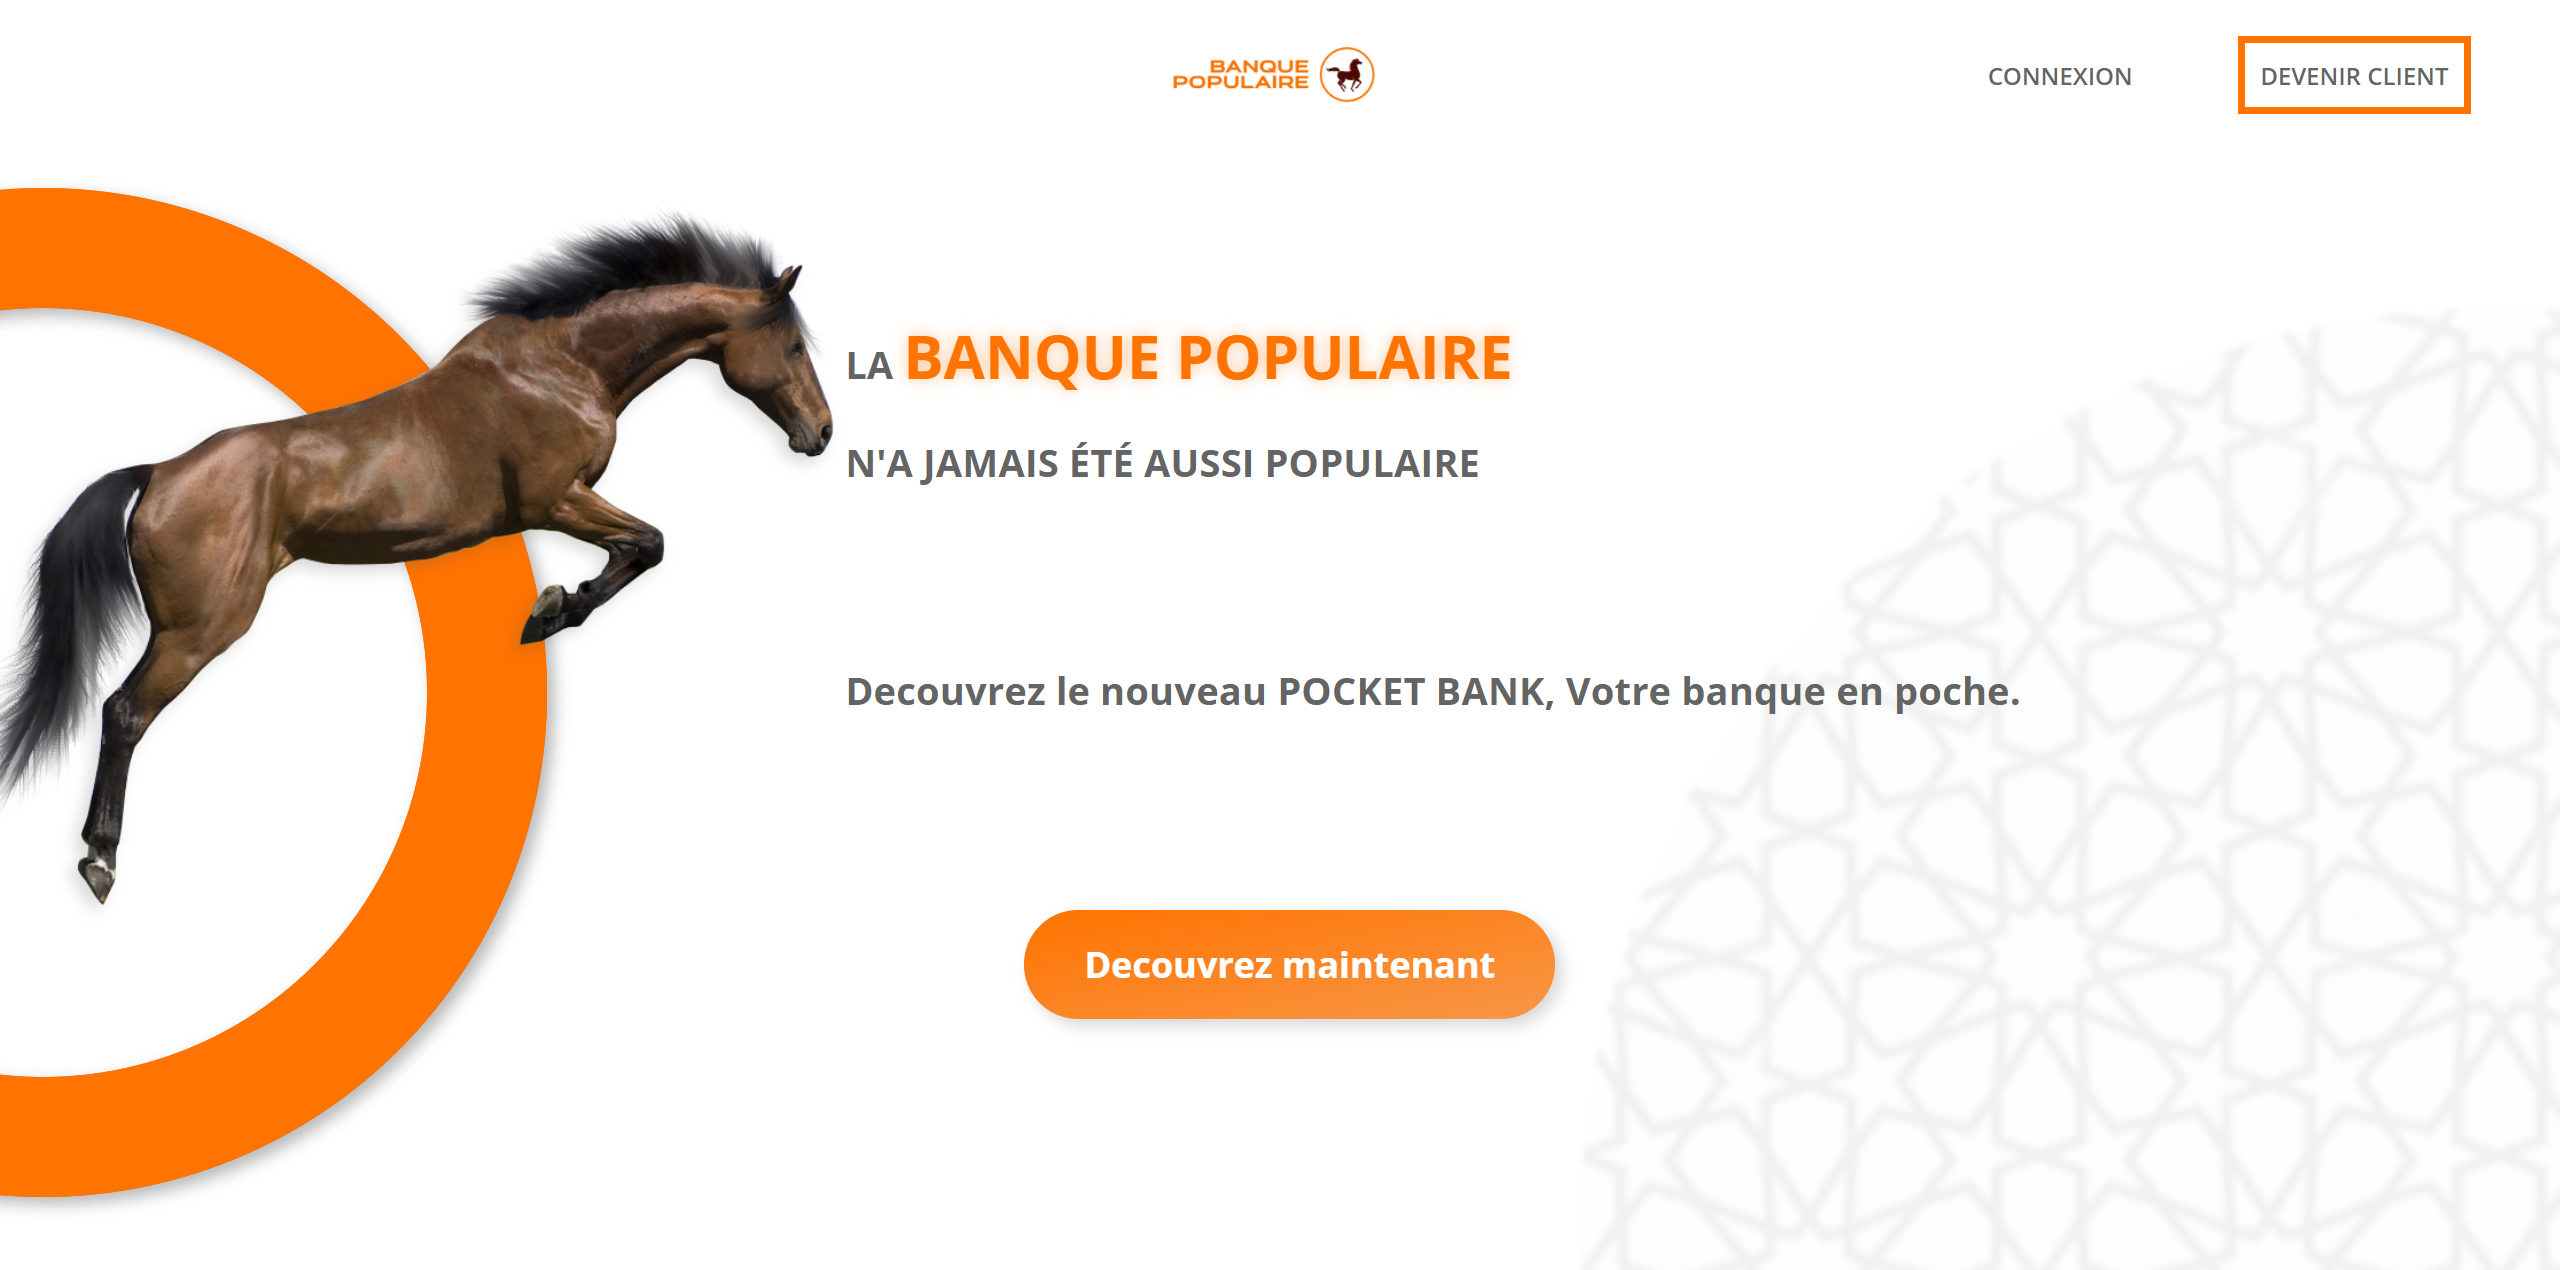 BANQUE
POPULAIRE
CONNEXION
DEVENIR CLIENT
LA BANQUE POPULAIRE
N'A JAMAIS ÉTÉ AUSSI POPULAIRE
Decouvrez le nouveau POCKET BANK, Votre banque en poche.
Decouvrez maintenant